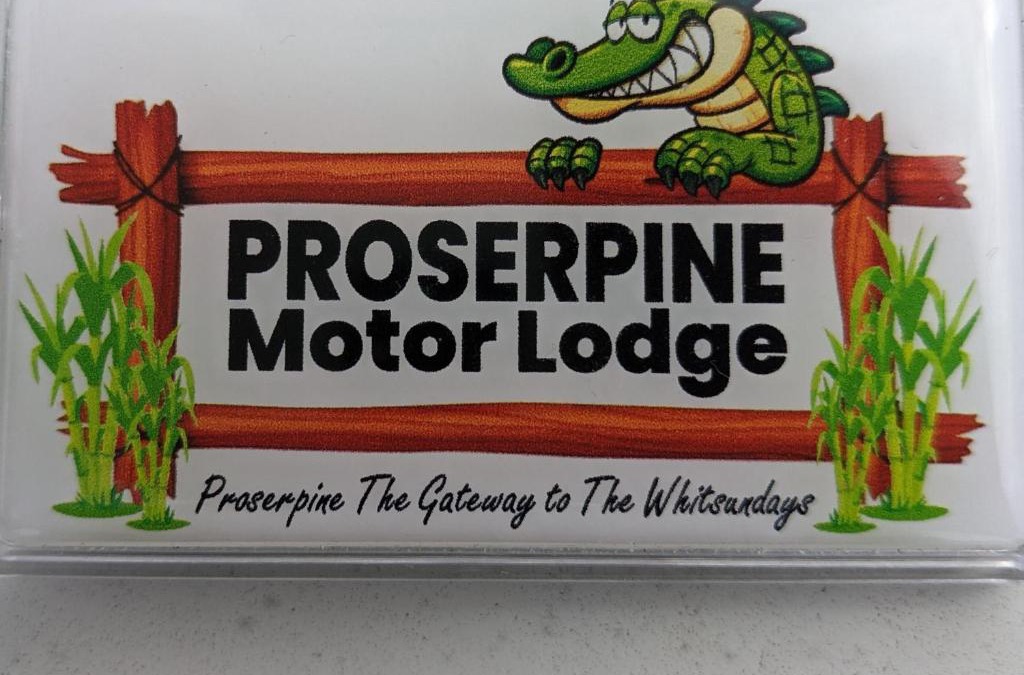 PROSERPINE
Motor Lodge
Proserpine The Gateway to The Whitsundays